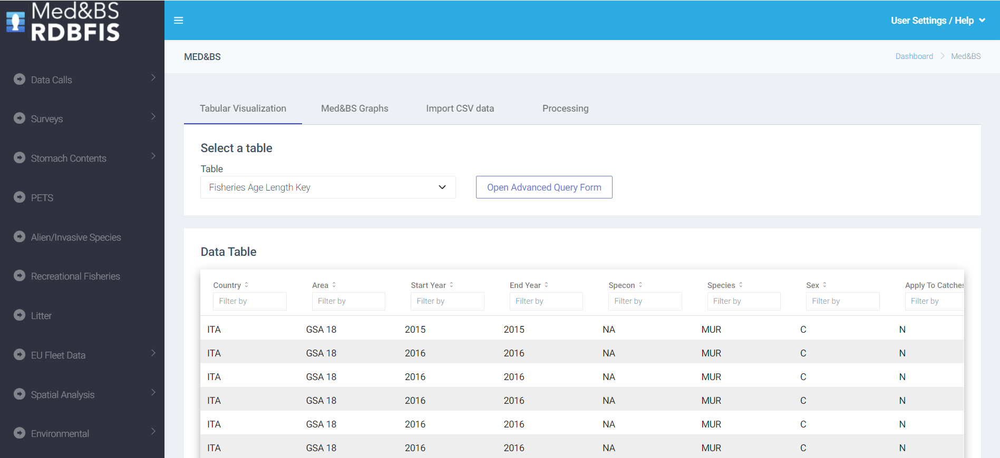 Med&BS
RDBFIS
User Settings / Help
MED&BS
Dashboard Med&BS
Data Calls
Surveys
Stomach Contents
PETS
Alien/Invasive Species
Recreational Fisheries
Litter
EU Fleet Data
Spatial Analysis
Environmental
Tabular Visualization Med&BS Graphs Import CSV data Processing
Select a table
Table
Fisheries Age Length Key Open Advanced Query Form
Data Table
Country Area Start Year End Year Specon Species Sex Apply To Catches
Filter by Filter by Filter by Filter by Filter by Filter by Filter by Filter by
ITA GSA 18 2015 2015 NA MUR C N
ITA GSA 18 2016 2016 NA MUR C N
ITA GSA 18 2016 2016 NA MUR C N
ITA GSA 18 2016 2016 NA MUR C N
ITA GSA 18 2016 2016 NA MUR C N
ITA GSA 18 2016 2016 NA MUR C N